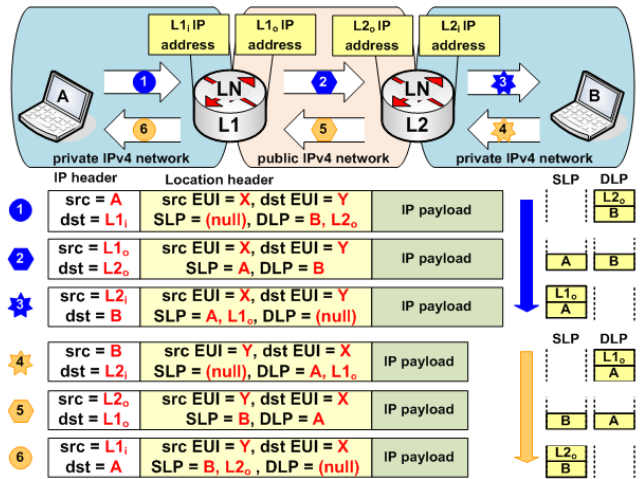 L1ᵢ IP
address
L1ₒ IP
address
L2ₒ IP
address
L2ᵢ IP
address
A
1
LN
L1
2
LN
L2
3
B
6
5
4
private IPv4 network
public IPv4 network
private IPv4 network
IP header
Location header
SLP
DLP
1
src = A
dst = L1ᵢ
src EUI = X, dst EUI = Y
SLP = (null), DLP = B, L2ₒ
IP payload
L2ₒ
B
2
src = L1ₒ
dst = L2ₒ
src EUI = X, dst EUI = Y
SLP = A, DLP = B
IP payload
A
B
3
src = L2ᵢ
dst = B
src EUI = X, dst EUI = Y
SLP = A, L1ₒ, DLP = (null)
IP payload
L1ₒ
A
SLP
DLP
4
src = B
dst = L2ᵢ
src EUI = Y, dst EUI = X
SLP = (null), DLP = A, L1ₒ
IP payload
L1ₒ
A
5
src = L2ₒ
dst = L1ₒ
src EUI = Y, dst EUI = X
SLP = B, DLP = A
IP payload
B
A
6
src = L1ᵢ
dst = A
src EUI = Y, dst EUI = X
SLP = B, L2ₒ , DLP = (null)
IP payload
L2ₒ
B